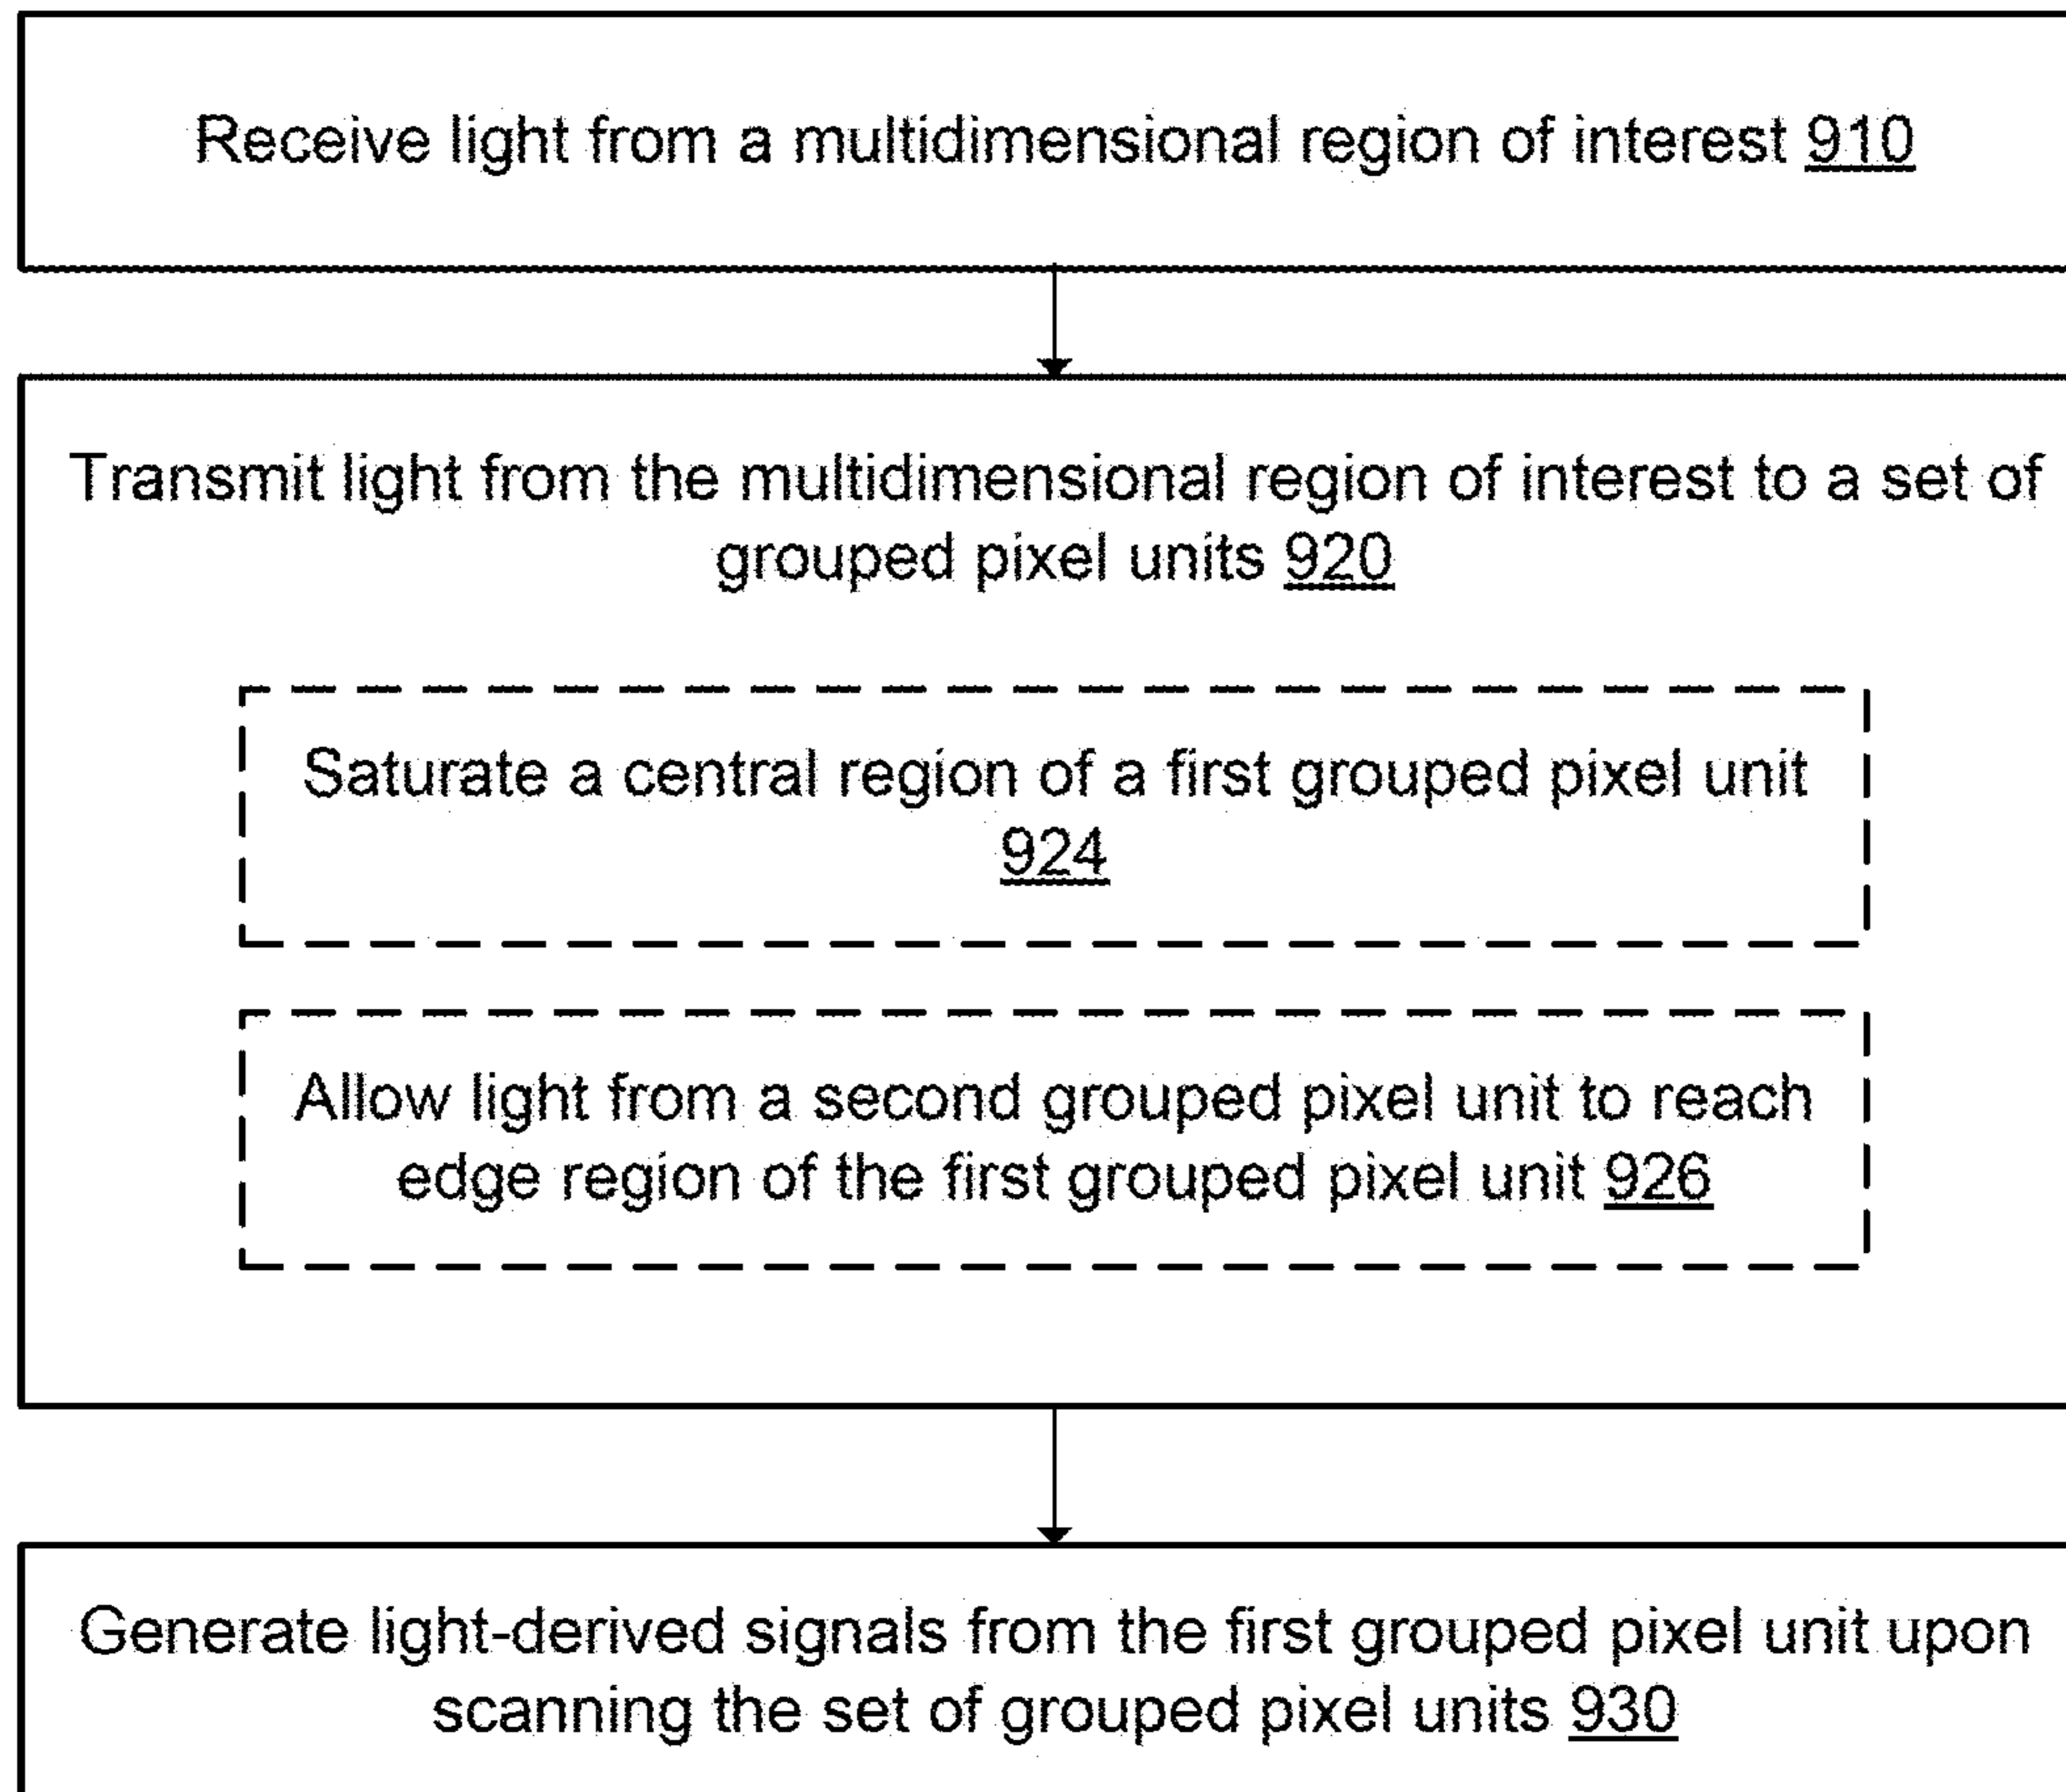 Receive light from a multidimensional region of interest 910
Transmit light from the multidimensional region of interest to a set of
grouped pixel units 920
Saturate a central region of a first grouped pixel unit
924
Allow light from a second grouped pixel unit to reach
edge region of the first grouped pixel unit 926
Generate light-derived signals from the first grouped pixel unit upon
scanning the set of grouped pixel units 930